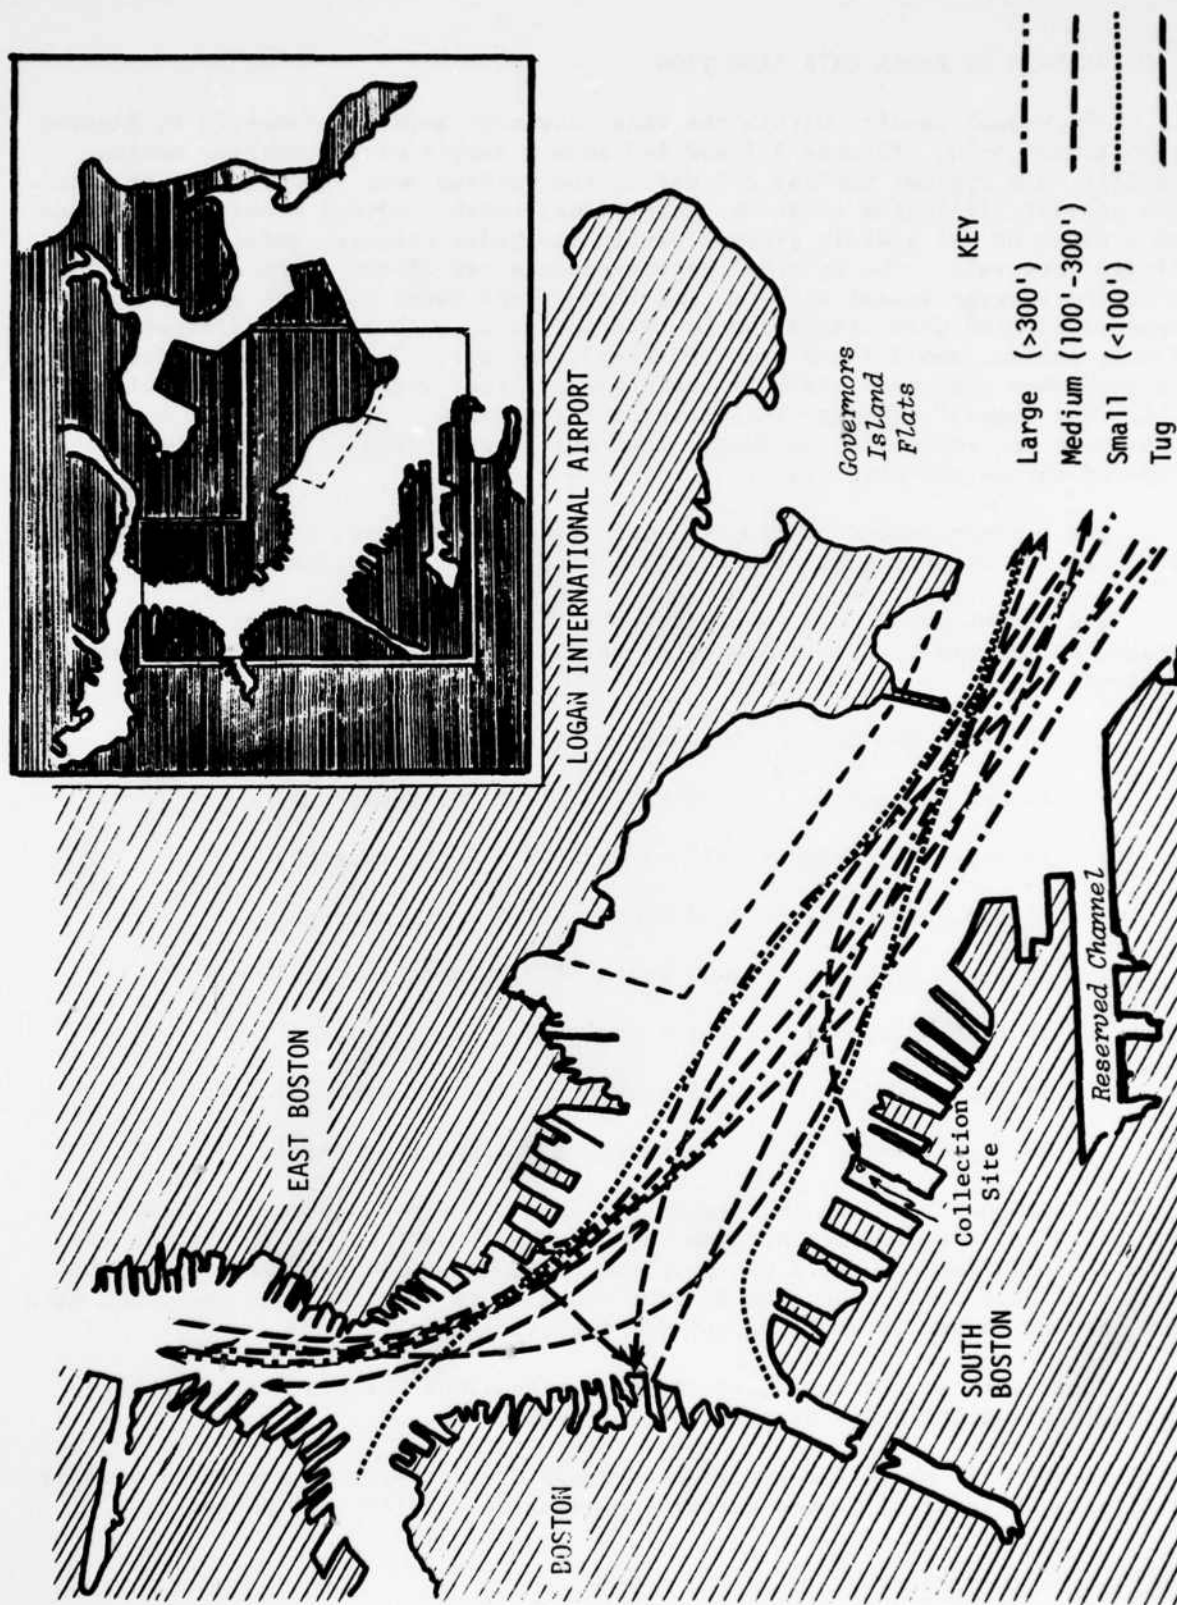 LOGAN INTERNATIONAL AIRPORT
EAST BOSTON
Governors
Island
Flats
BOSTON
SOUTH
BOSTON
Collection
Site
Reserved Channel
KEY
Large (>300')
Medium (100'-300')
Small (<100')
Tug